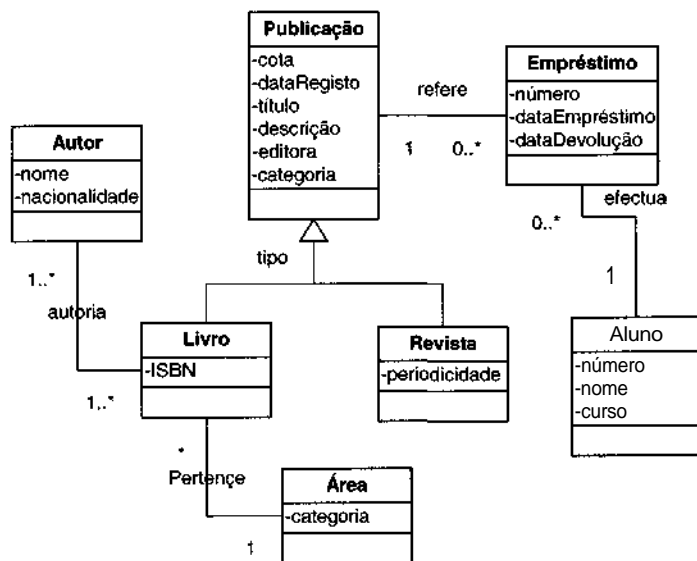 Publicação
-cota
-dataRegisto
-título
-descrição
-editora
-categoria
refere
1
0..*
Empréstimo
-número
-dataEmpréstimo
-dataDevolução
efectua
0..*
1
Aluno
-número
-nome
-curso
Autor
-nome
-nacionalidade
1..*
autoria
1,.*
tipo
Livro
-ISBN
Revista
-periodicidade
*
Pertençe
1
Área
-categoria